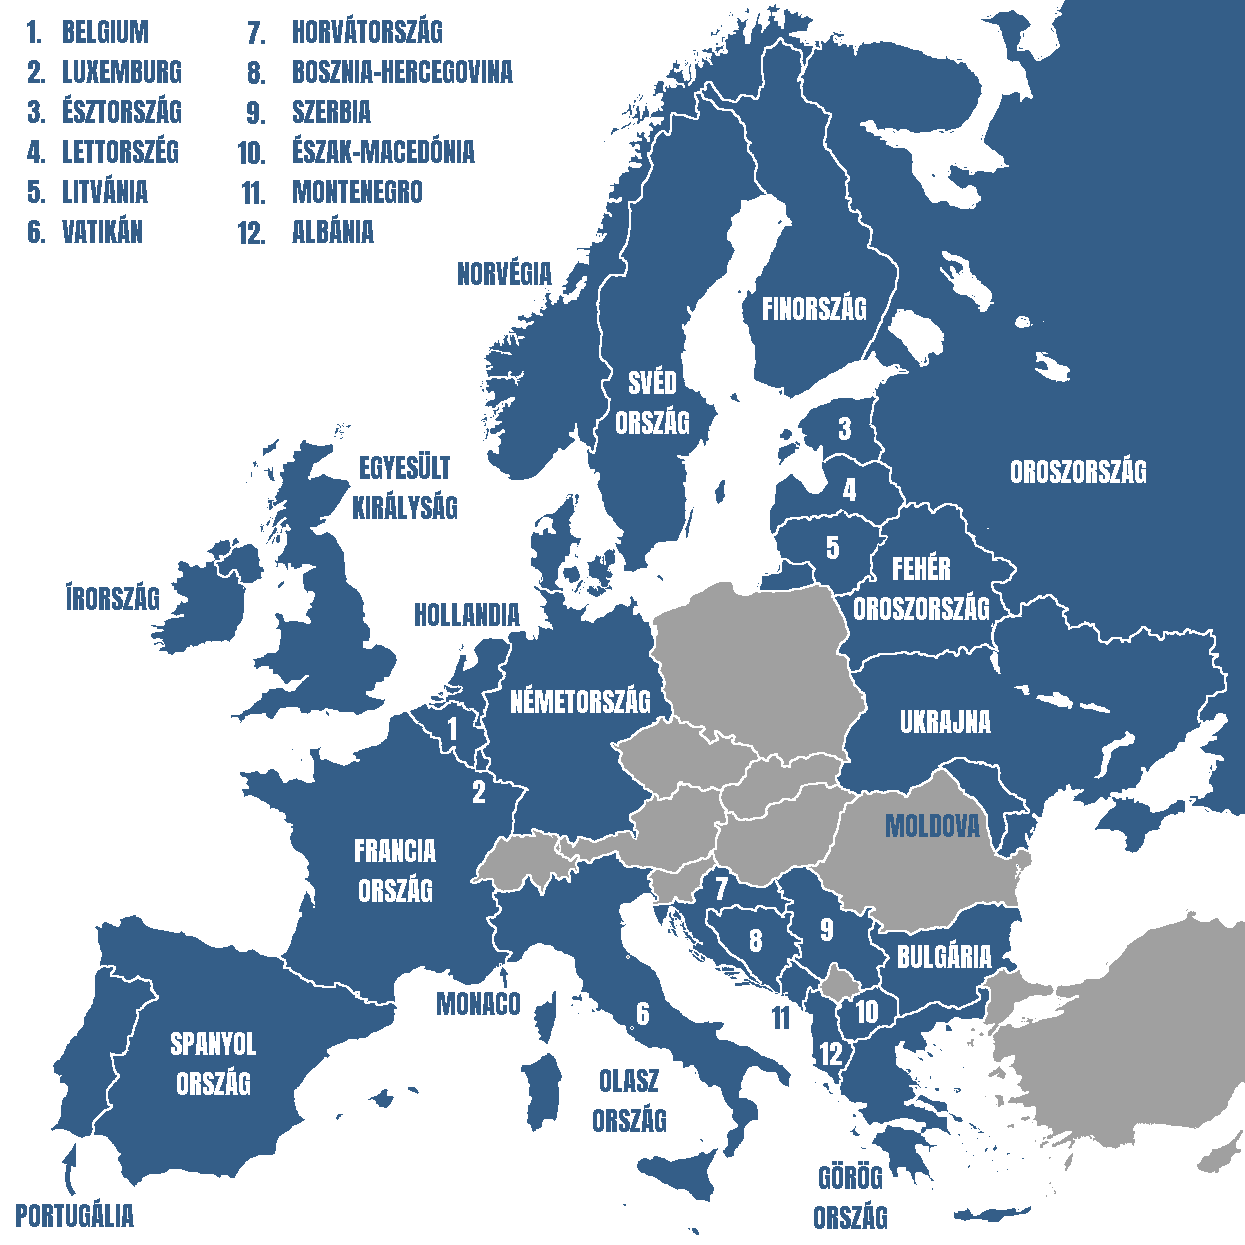 1. BELGIUM
2. LUXEMBURG
3. ÉSZTORSZÁG
4. LETTORSZÉG
5. LITVÁNIA
6. VATIKÁN
7. HORVÁTORSZÁG
8. BOSZNIA-HERCEGOVINA
9. SZERBIA
10. ÉSZAK-MACEDÓNIA
11. MONTENEGRO
12. ALBÁNIA
NORVÉGIA
FINORSZÁG
SVÉD
ORSZÁG
3
EGYESÜLT
KIRÁLYSÁG
OROSZORSZÁG
4
5
FEHÉR
OROSZORSZÁG
ÍRORSZÁG
HOLLANDIA
NÉMETORSZÁG
1
UKRAJNA
2
MOLDOVA
FRANCIA
ORSZÁG
7
8
9
BULGÁRIA
MONACO
6
11
10
SPANYOL
ORSZÁG
12
OLASZ
ORSZÁG
GÖRÖG
ORSZÁG
PORTUGÁLIA